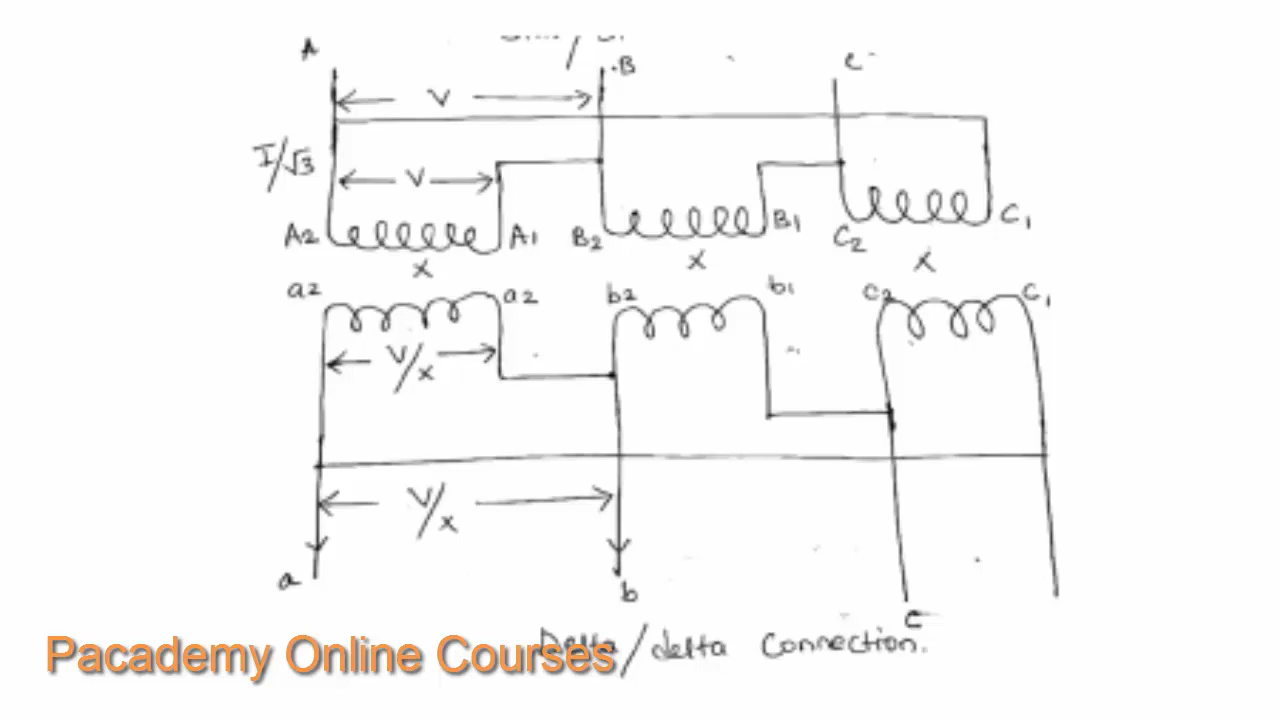 A
B
C
V
I/√3
V
A2
A1
B2
B1
C2
C1
x
x
x
a2
a2
b2
b1
C2
C1
V/x
V/x
a
b
C
Delta/delta Connection.
Pacademy Online Courses